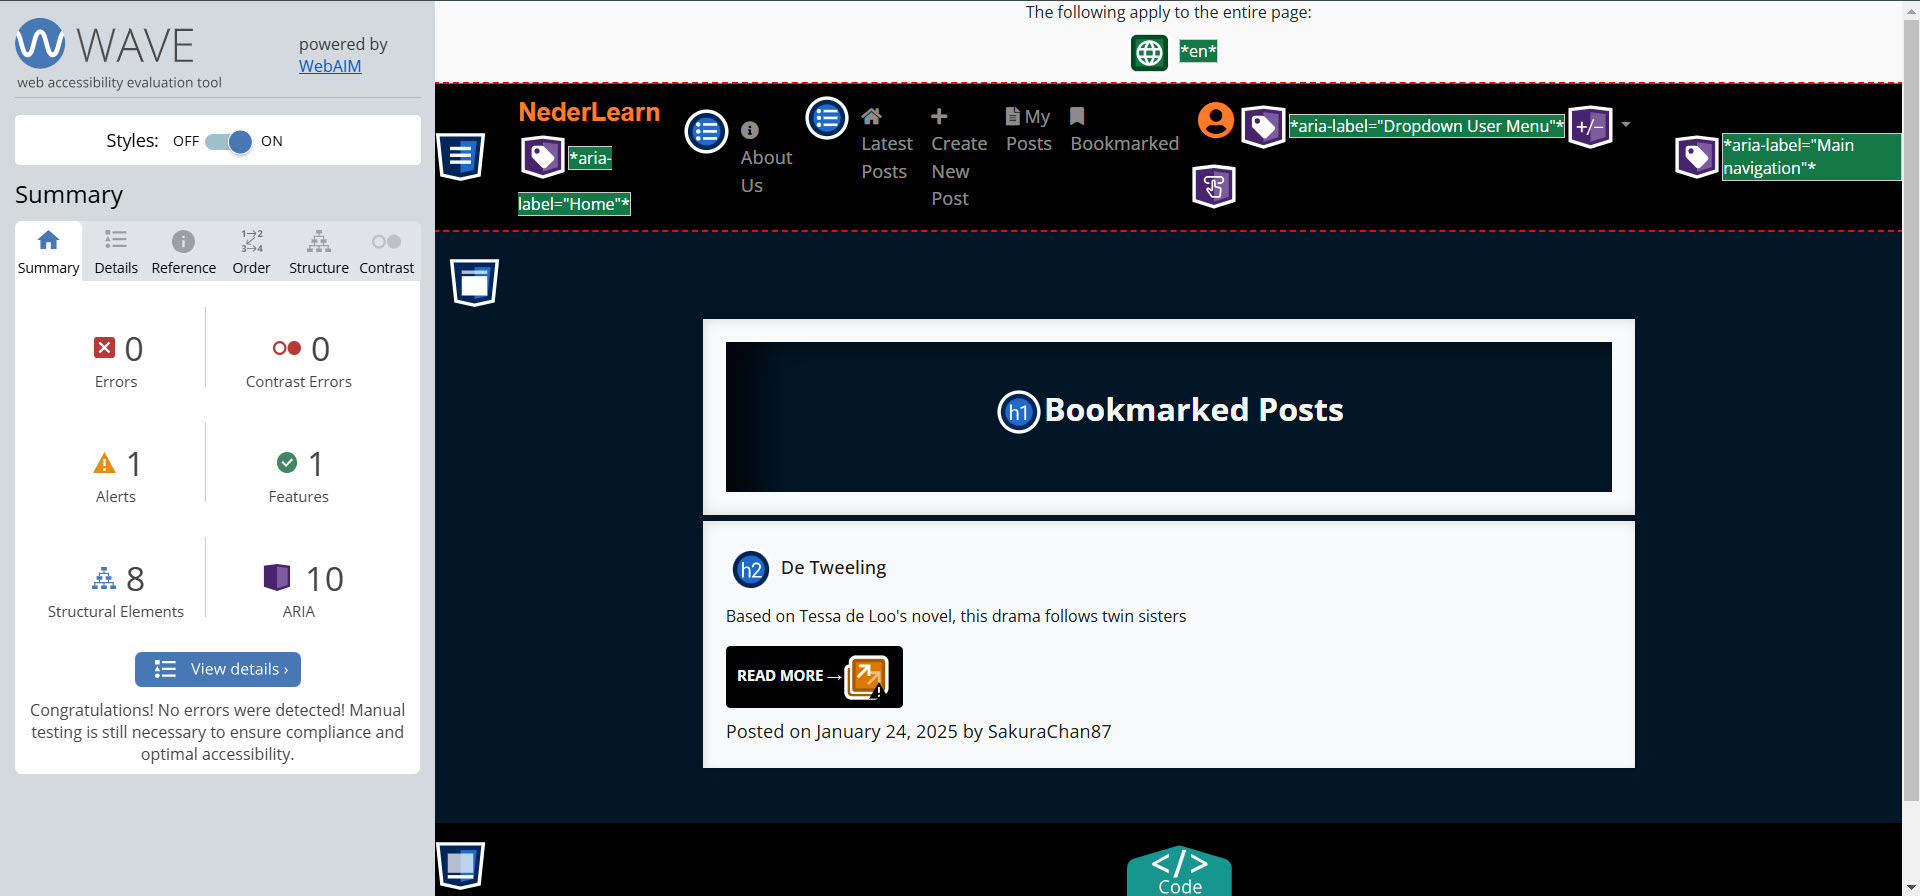 WAVE
web accessibility evaluation tool
powered by
WebAIM
Styles: OFF ON
Summary
Summary Details Reference Order Structure Contrast
0
Errors
0
Contrast Errors
1
Alerts
1
Features
8
Structural Elements
10
ARIA
View details ›
Congratulations! No errors were detected! Manual
testing is still necessary to ensure compliance and
optimal accessibility.
The following apply to the entire page:
*en*
NederLearn
*aria-
label="Home"*
About
Us
Latest
Posts
Create
New
Post
My
Posts
Bookmarked
*aria-label="Dropdown User Menu"*
+/−
*aria-label="Main
navigation"*
h1 Bookmarked Posts
h2 De Tweeling
Based on Tessa de Loo's novel, this drama follows twin sisters
READ MORE →
Posted on January 24, 2025 by SakuraChan87
</>
Code